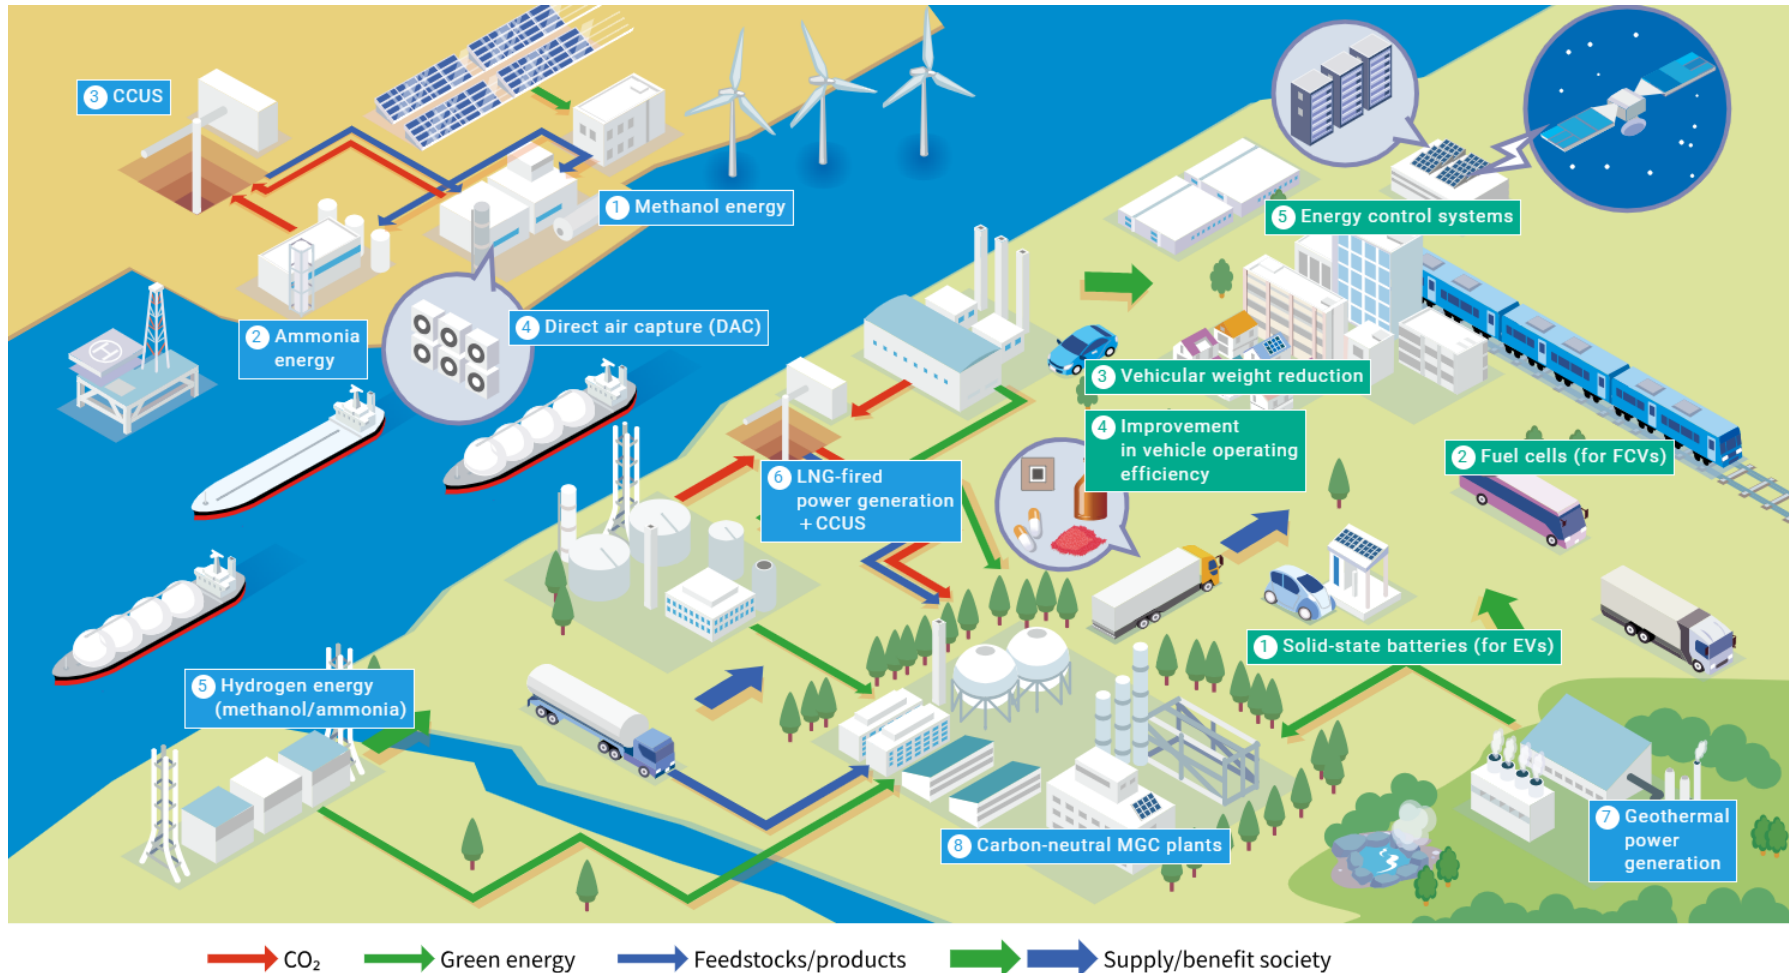 3 CCUS
1 Methanol energy
2 Ammonia
energy
4 Direct air capture (DAC)
H
5 Energy control systems
3 Vehicular weight reduction
4 Improvement
in vehicle operating
efficiency
2 Fuel cells (for FCVs)
6 LNG-fired
power generation
+CCUS
1 Solid-state batteries (for EVs)
5 Hydrogen energy
(methanol/ammonia)
7 Geothermal
power
generation
8 Carbon-neutral MGC plants
CO₂
Green energy
Feedstocks/products
Supply/benefit society